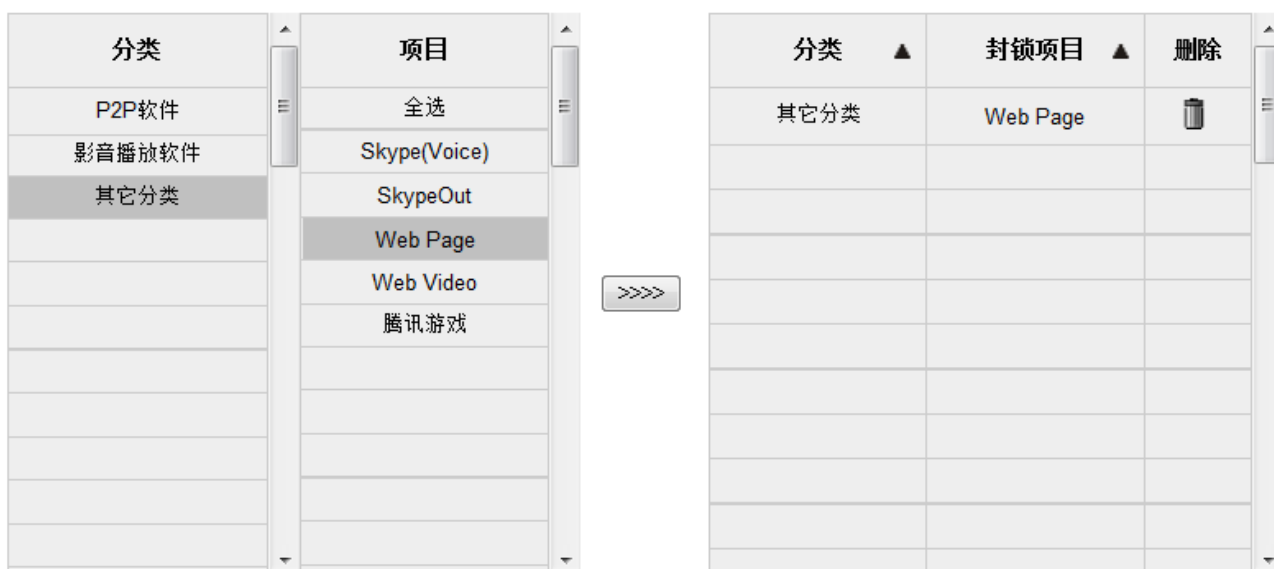 分类
P2P软件
影音播放软件
其它分类
项目
全选
Skype(Voice)
SkypeOut
Web Page
Web Video
腾讯游戏
>>>>
分类 ▲ 封锁项目 ▲ 删除
其它分类 Web Page